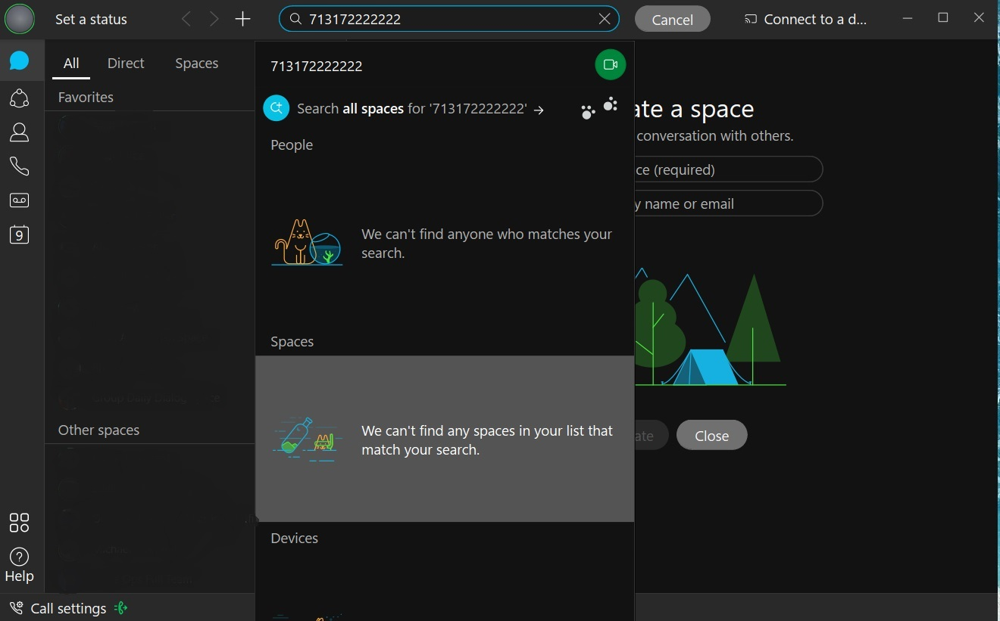 Set a status
713172222222
Cancel
Connect to a d...
All
Direct
Spaces
Favorites
713172222222
Search all spaces for '713172222222' →
People
We can't find anyone who matches your
search.
Spaces
We can't find any spaces in your list that
match your search.
Devices
ate a space
conversation with others.
ce (required)
y name or email
ate
Close
9
Other spaces
Help
Call settings